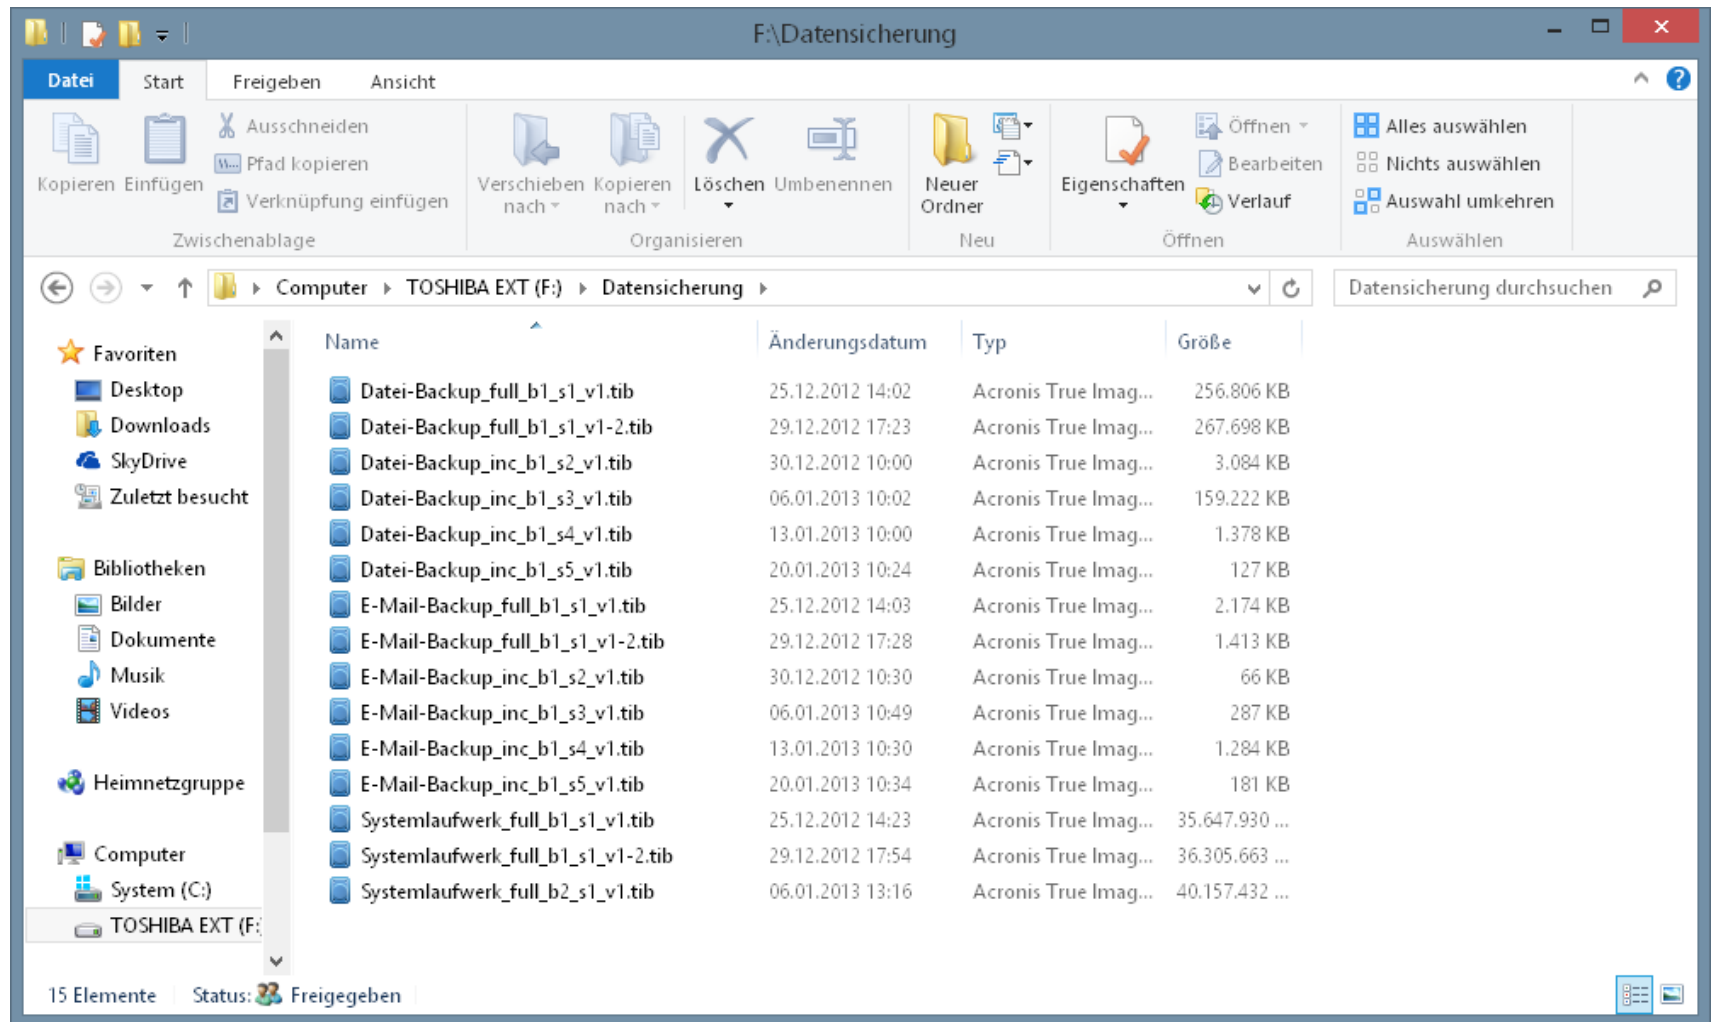 F:\Datensicherung
Datei Start Freigeben Ansicht
Kopieren Einfügen
Ausschneiden
Pfad kopieren
Verknüpfung einfügen
Zwischenablage
Verschieben nach
Kopieren nach
Löschen
Umbenennen
Organisieren
Neuer Ordner
Neu
Eigenschaften
Öffnen
Bearbeiten
Verlauf
Öffnen
Alles auswählen
Nichts auswählen
Auswahl umkehren
Auswählen
Computer TOSHIBA EXT (F:) Datensicherung
Datensicherung durchsuchen
Favoriten
Desktop
Downloads
SkyDrive
Zuletzt besucht
Bibliotheken
Bilder
Dokumente
Musik
Videos
Heimnetzgruppe
Computer
System (C:)
TOSHIBA EXT (F:
Name Änderungsdatum Typ Größe
Datei-Backup_full_b1_s1_v1.tib 25.12.2012 14:02 Acronis True Imag... 256.806 KB
Datei-Backup_full_b1_s1_v1-2.tib 29.12.2012 17:23 Acronis True Imag... 267.698 KB
Datei-Backup_inc_b1_s2_v1.tib 30.12.2012 10:00 Acronis True Imag... 3.084 KB
Datei-Backup_inc_b1_s3_v1.tib 06.01.2013 10:02 Acronis True Imag... 159.222 KB
Datei-Backup_inc_b1_s4_v1.tib 13.01.2013 10:00 Acronis True Imag... 1.378 KB
Datei-Backup_inc_b1_s5_v1.tib 20.01.2013 10:24 Acronis True Imag... 127 KB
E-Mail-Backup_full_b1_s1_v1.tib 25.12.2012 14:03 Acronis True Imag... 2.174 KB
E-Mail-Backup_full_b1_s1_v1-2.tib 29.12.2012 17:28 Acronis True Imag... 1.413 KB
E-Mail-Backup_inc_b1_s2_v1.tib 30.12.2012 10:30 Acronis True Imag... 66 KB
E-Mail-Backup_inc_b1_s3_v1.tib 06.01.2013 10:49 Acronis True Imag... 287 KB
E-Mail-Backup_inc_b1_s4_v1.tib 13.01.2013 10:30 Acronis True Imag... 1.284 KB
E-Mail-Backup_inc_b1_s5_v1.tib 20.01.2013 10:34 Acronis True Imag... 181 KB
Systemlaufwerk_full_b1_s1_v1.tib 25.12.2012 14:23 Acronis True Imag... 35.647.930 ...
Systemlaufwerk_full_b1_s1_v1-2.tib 29.12.2012 17:54 Acronis True Imag... 36.305.663 ...
Systemlaufwerk_full_b2_s1_v1.tib 06.01.2013 13:16 Acronis True Imag... 40.157.432 ...
15 Elemente Status: Freigegeben